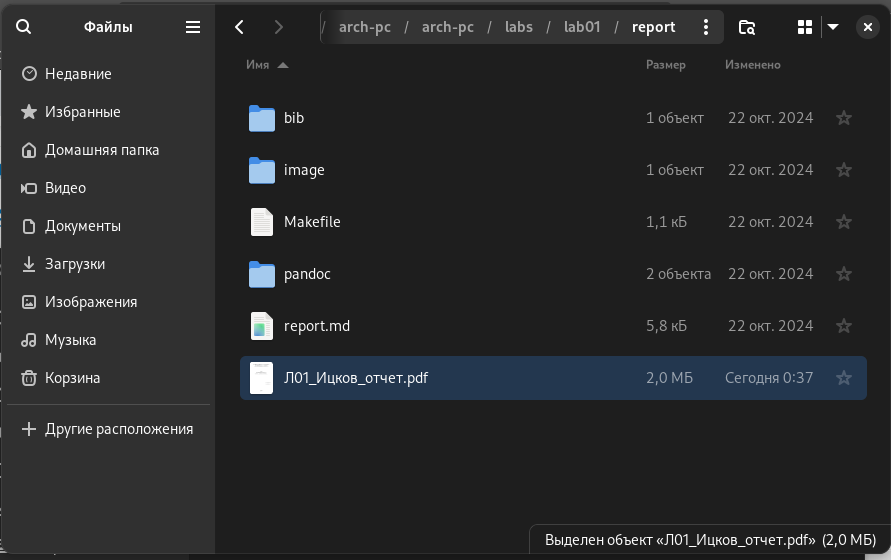 Файлы
/ arch-pc / arch-pc / labs / lab01 / report
Недавние
Избранные
Домашняя папка
Видео
Документы
Загрузки
Изображения
Музыка
Корзина
Другие расположения
Имя Размер Изменено
bib 1 объект 22 окт. 2024
image 1 объект 22 окт. 2024
Makefile 1,1 кБ 22 окт. 2024
pandoc 2 объекта 22 окт. 2024
report.md 5,8 кБ 22 окт. 2024
Л01_Ицков_отчет.pdf 2,0 МБ Сегодня 0:37
Выделен объект «Л01_Ицков_отчет.pdf» (2,0 МБ)